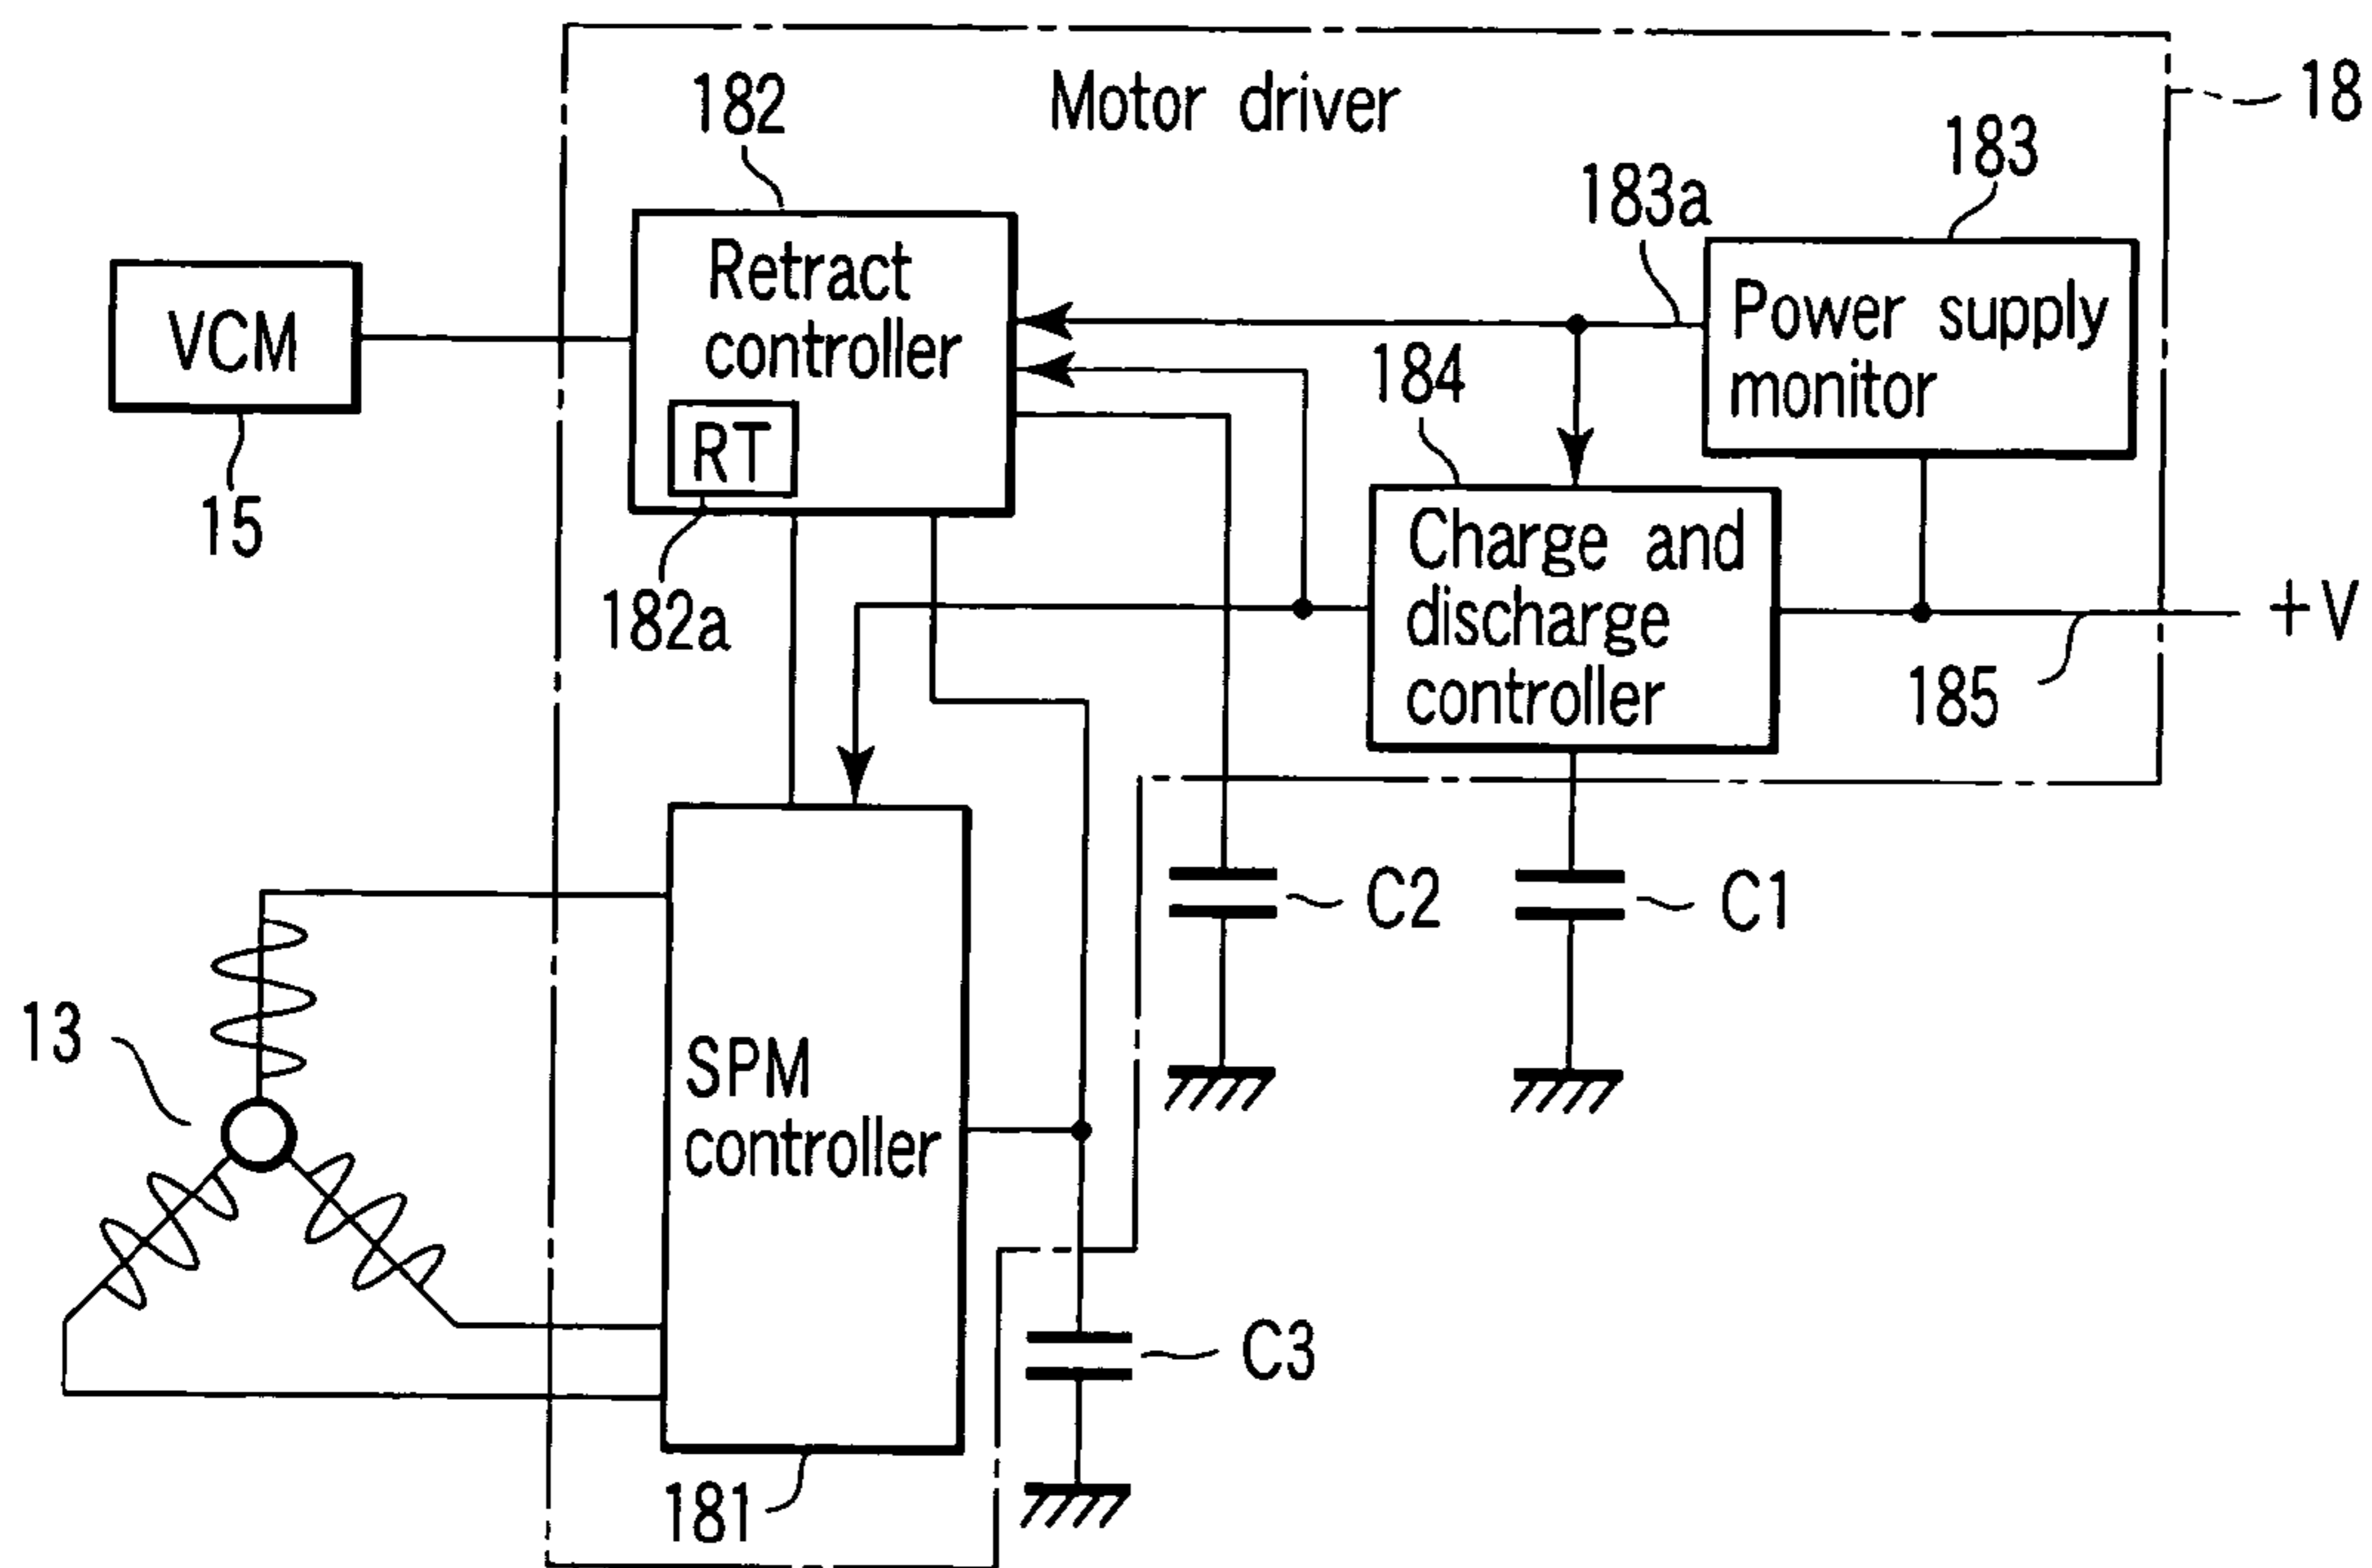 Motor driver
18
182
183
183a
Retract
controller
RT
VCM
15
182a
184
Power supply
monitor
Charge and
discharge
controller
+V
185
C2
C1
13
SPM
controller
C3
181